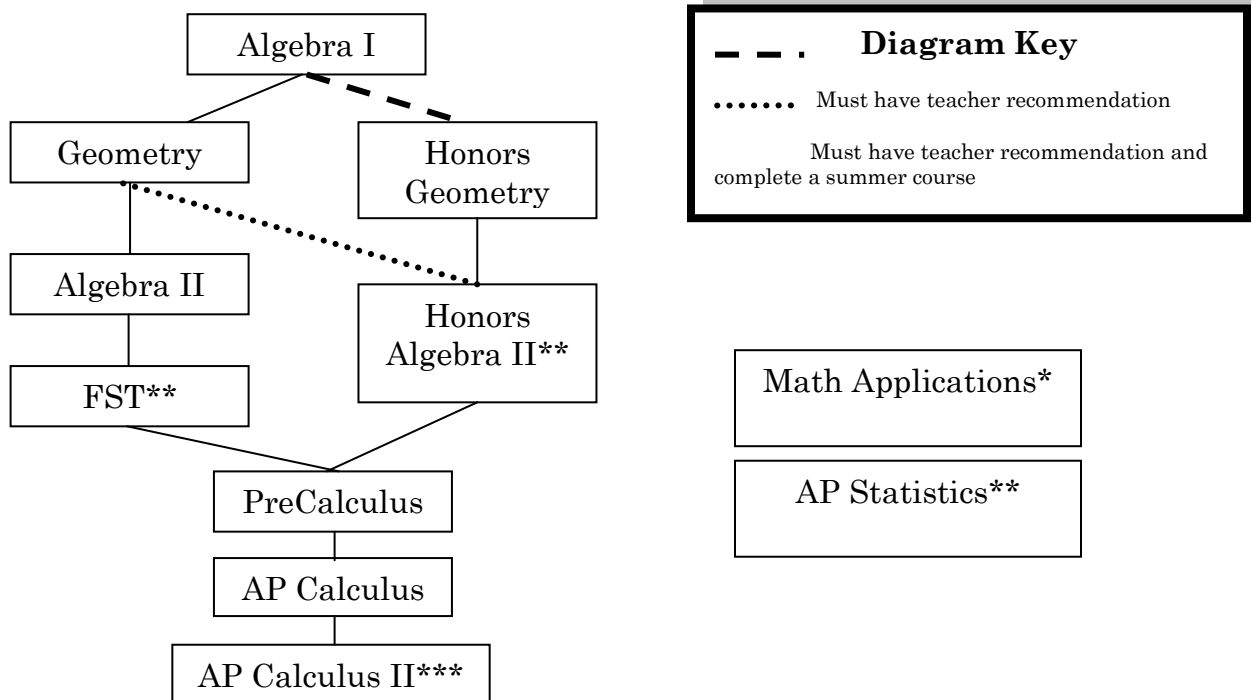 Algebra I
Diagram Key
Must have teacher recommendation
Must have teacher recommendation and
complete a summer course
Geometry
Honors
Geometry
Algebra II
Honors
Algebra II**
FST**
Math Applications*
AP Statistics**
PreCalculus
AP Calculus
AP Calculus II***